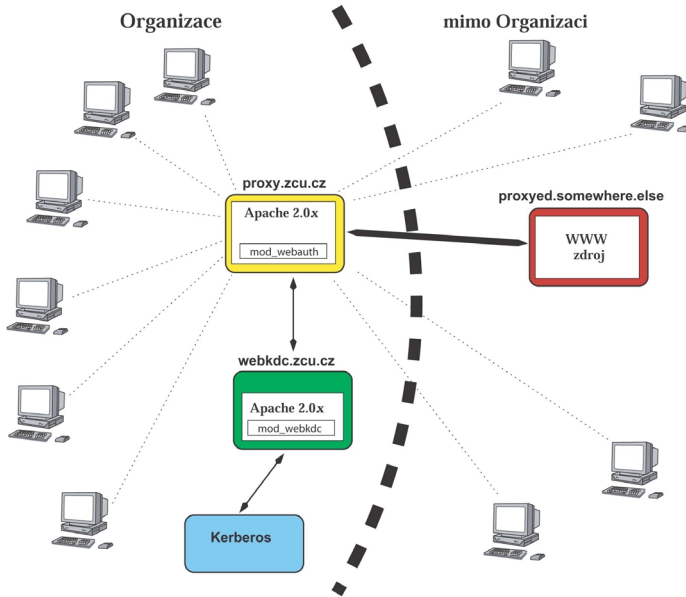 Organizace
mimo Organizaci
proxy.zcu.cz
Apache 2.0x
mod_webauth
proxyed.somewhere.else
WWW
zdroj
webkdc.zcu.cz
Apache 2.0x
mod_webkdc
Kerberos